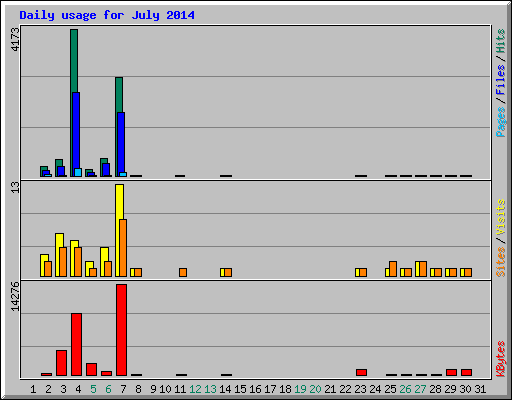 Daily usage for July 2014
4173
Pages / Files / Hits
13
Sites / Visits
14276
KBytes
1 2 3 4 5 6 7 8 9 10 11 12 13 14 15 16 17 18 19 20 21 22 23 24 25 26 27 28 29 30 31